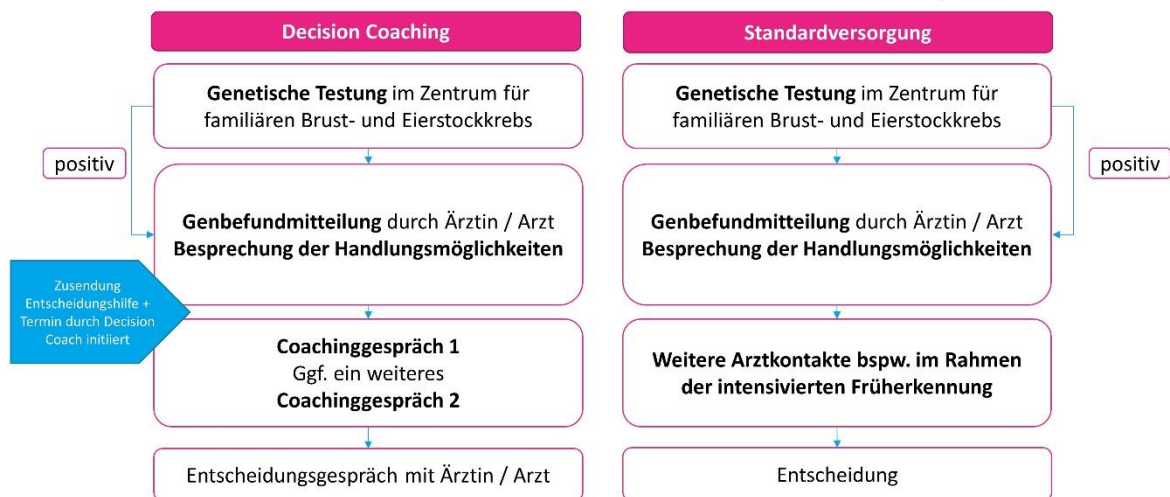 Decision Coaching
Genetische Testung im Zentrum für
familiären Brust- und Eierstockkrebs
positiv
Genbefundmitteilung durch Ärztin / Arzt
Besprechung der Handlungsmöglichkeiten
Zusendung
Entscheidungshilfe +
Termin durch Decision
Coach initiiert
Coachinggespräch 1
Ggf. ein weiteres
Coachinggespräch 2
Entscheidungsgespräch mit Ärztin / Arzt
Standardversorgung
Genetische Testung im Zentrum für
familiären Brust- und Eierstockkrebs
positiv
Genbefundmitteilung durch Ärztin / Arzt
Besprechung der Handlungsmöglichkeiten
Weitere Arztkontakte bspw. im Rahmen
der intensivierten Früherkennung
Entscheidung